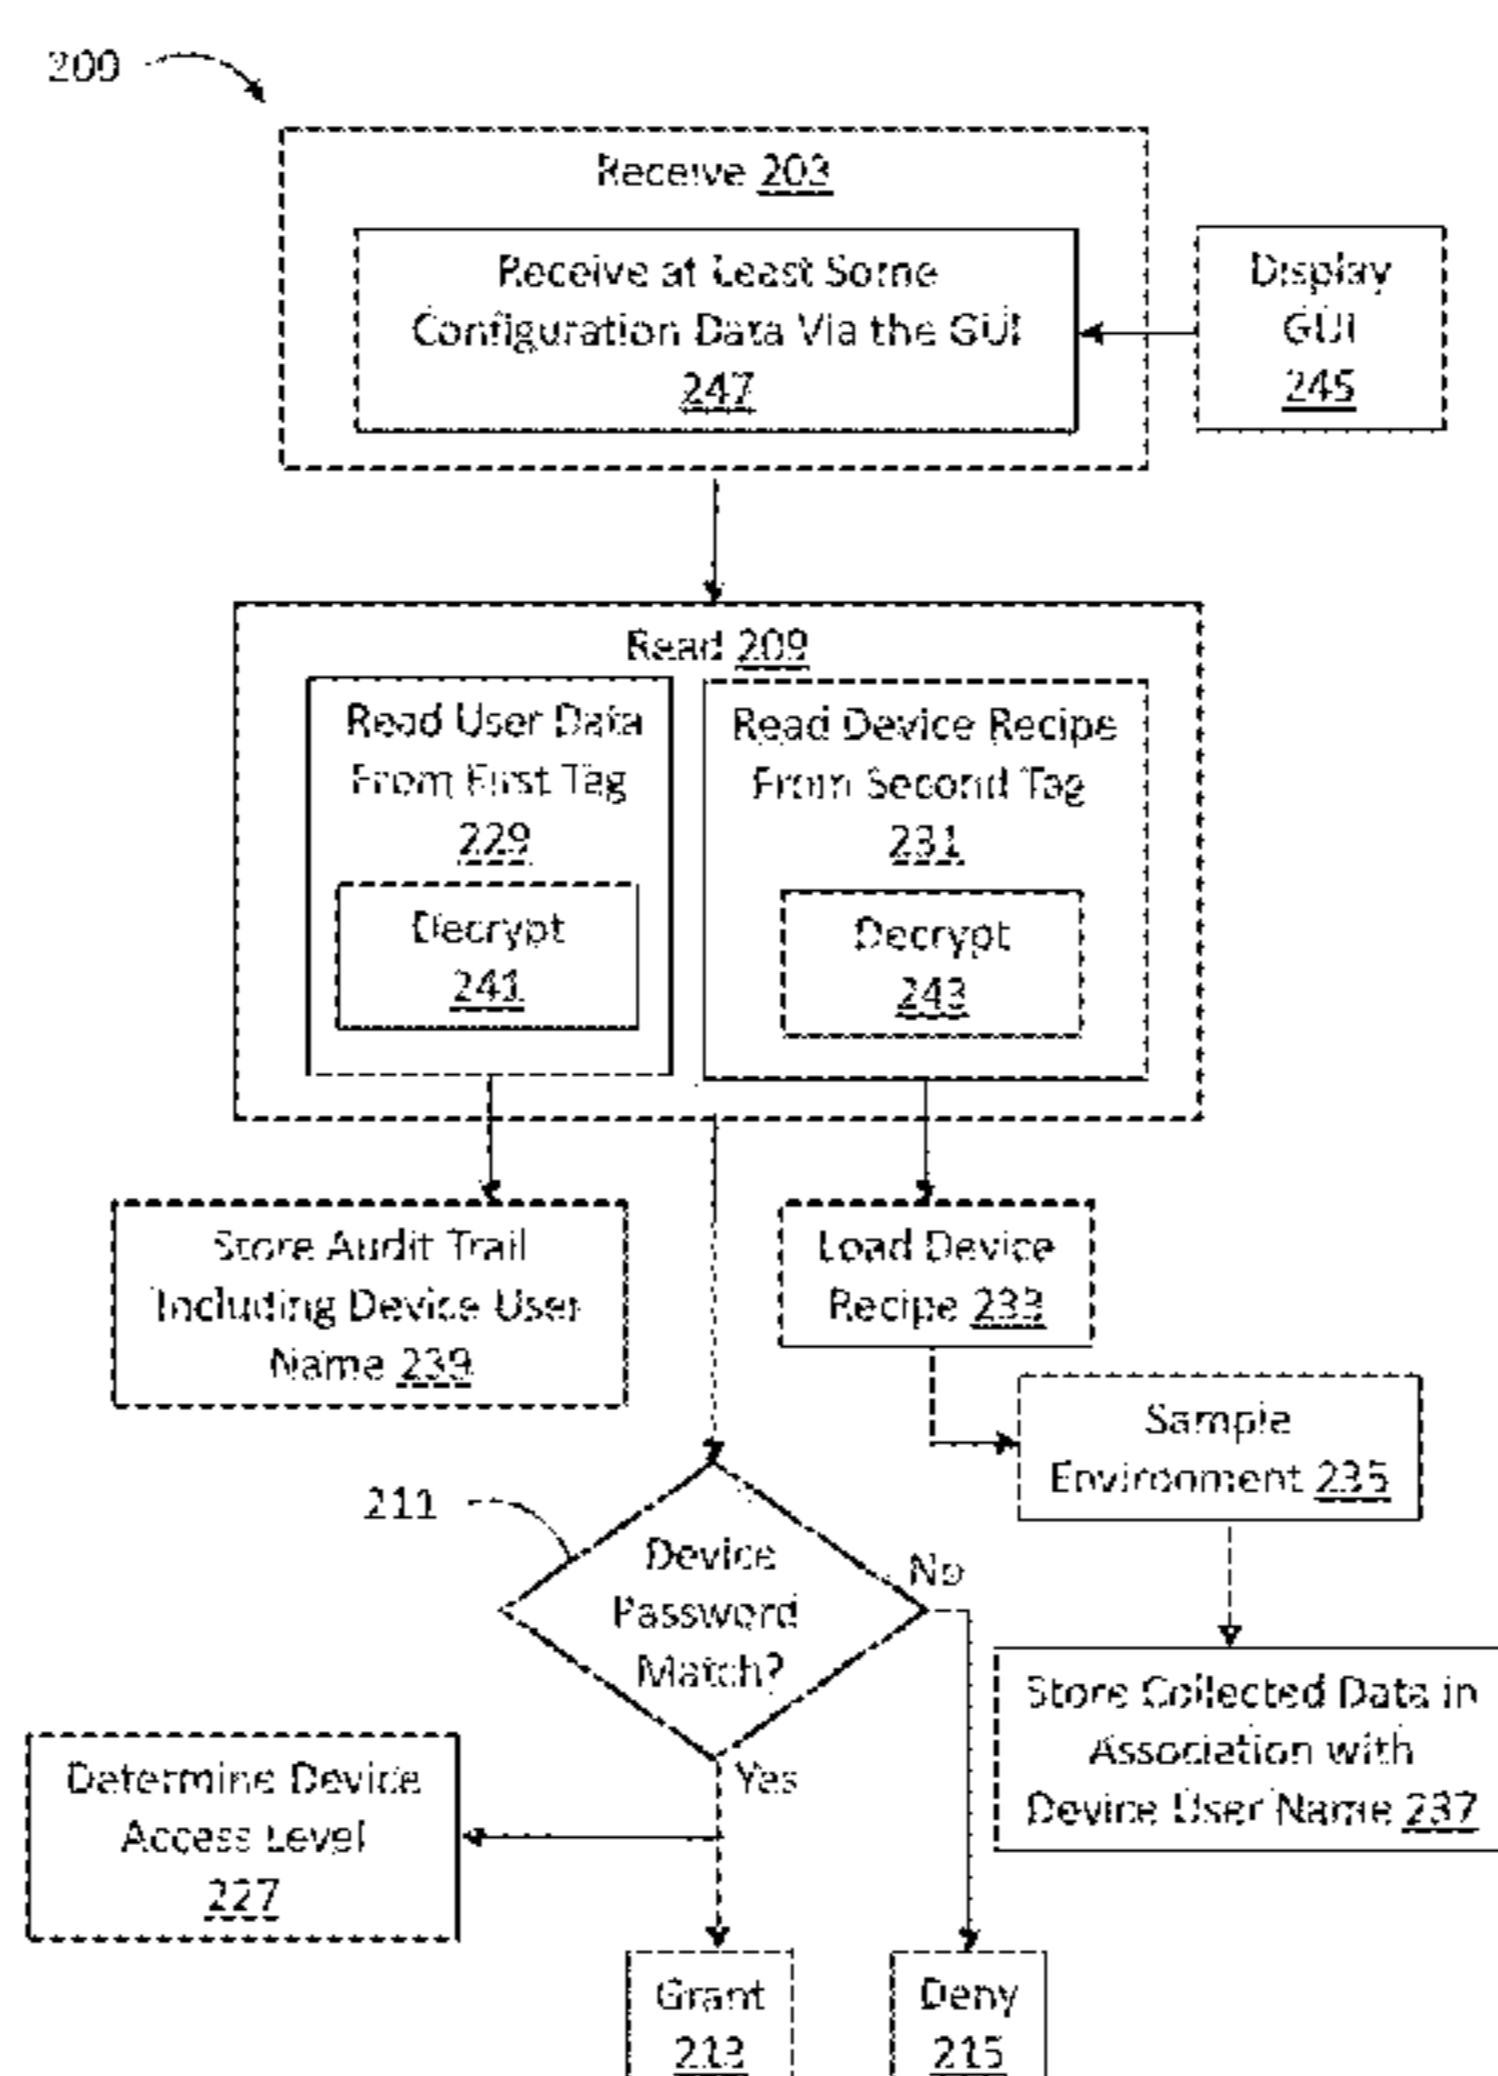 200
Receive 203
Receive at Least Some
Configuration Data Via the GUI
247
Display
GUI
245
Read 209
Read User Data
From First Tag
229
Decrypt
241
Read Device Recipe
From Second Tag
231
Decrypt
243
Store Audit Trail
Including Device User
Name 239
Load Device
Recipe 233
Sample
Environment 235
211
Device
Password
Match?
No
Yes
Store Collected Data in
Association with
Device User Name 237
Determine Device
Access Level
227
Grant
213
Deny
215